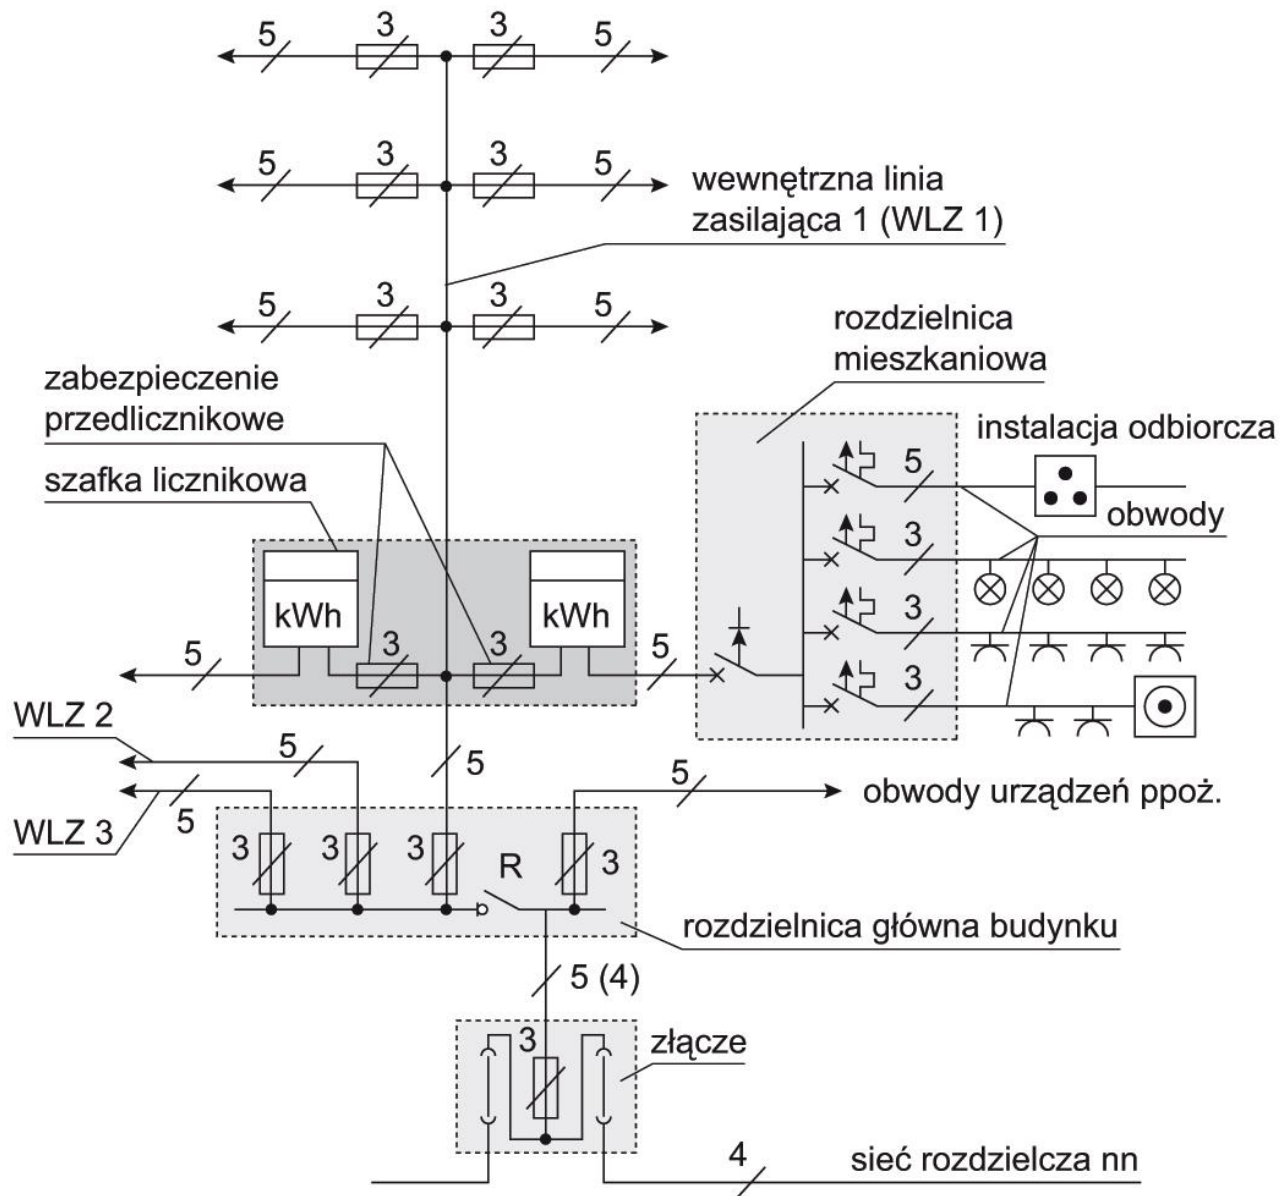 5 3 3 5
5 3 3 5
wewnętrzna linia
zasilająca 1 (WLZ 1)
5 3 3 5
rozdzielnica
mieszkaniowa
zabezpieczenie
przedlicznikowe
szafka licznikowa
instalacja odbiorcza
5
obwody
3
3
3
kWh kWh
5 3 3 5
WLZ 2
5 5 5
5
obwody urządzeń ppoż.
WLZ 3
3 3 3 R 3
rozdzielnica główna budynku
5 (4)
3
złącze
4 sieć rozdzielcza nn